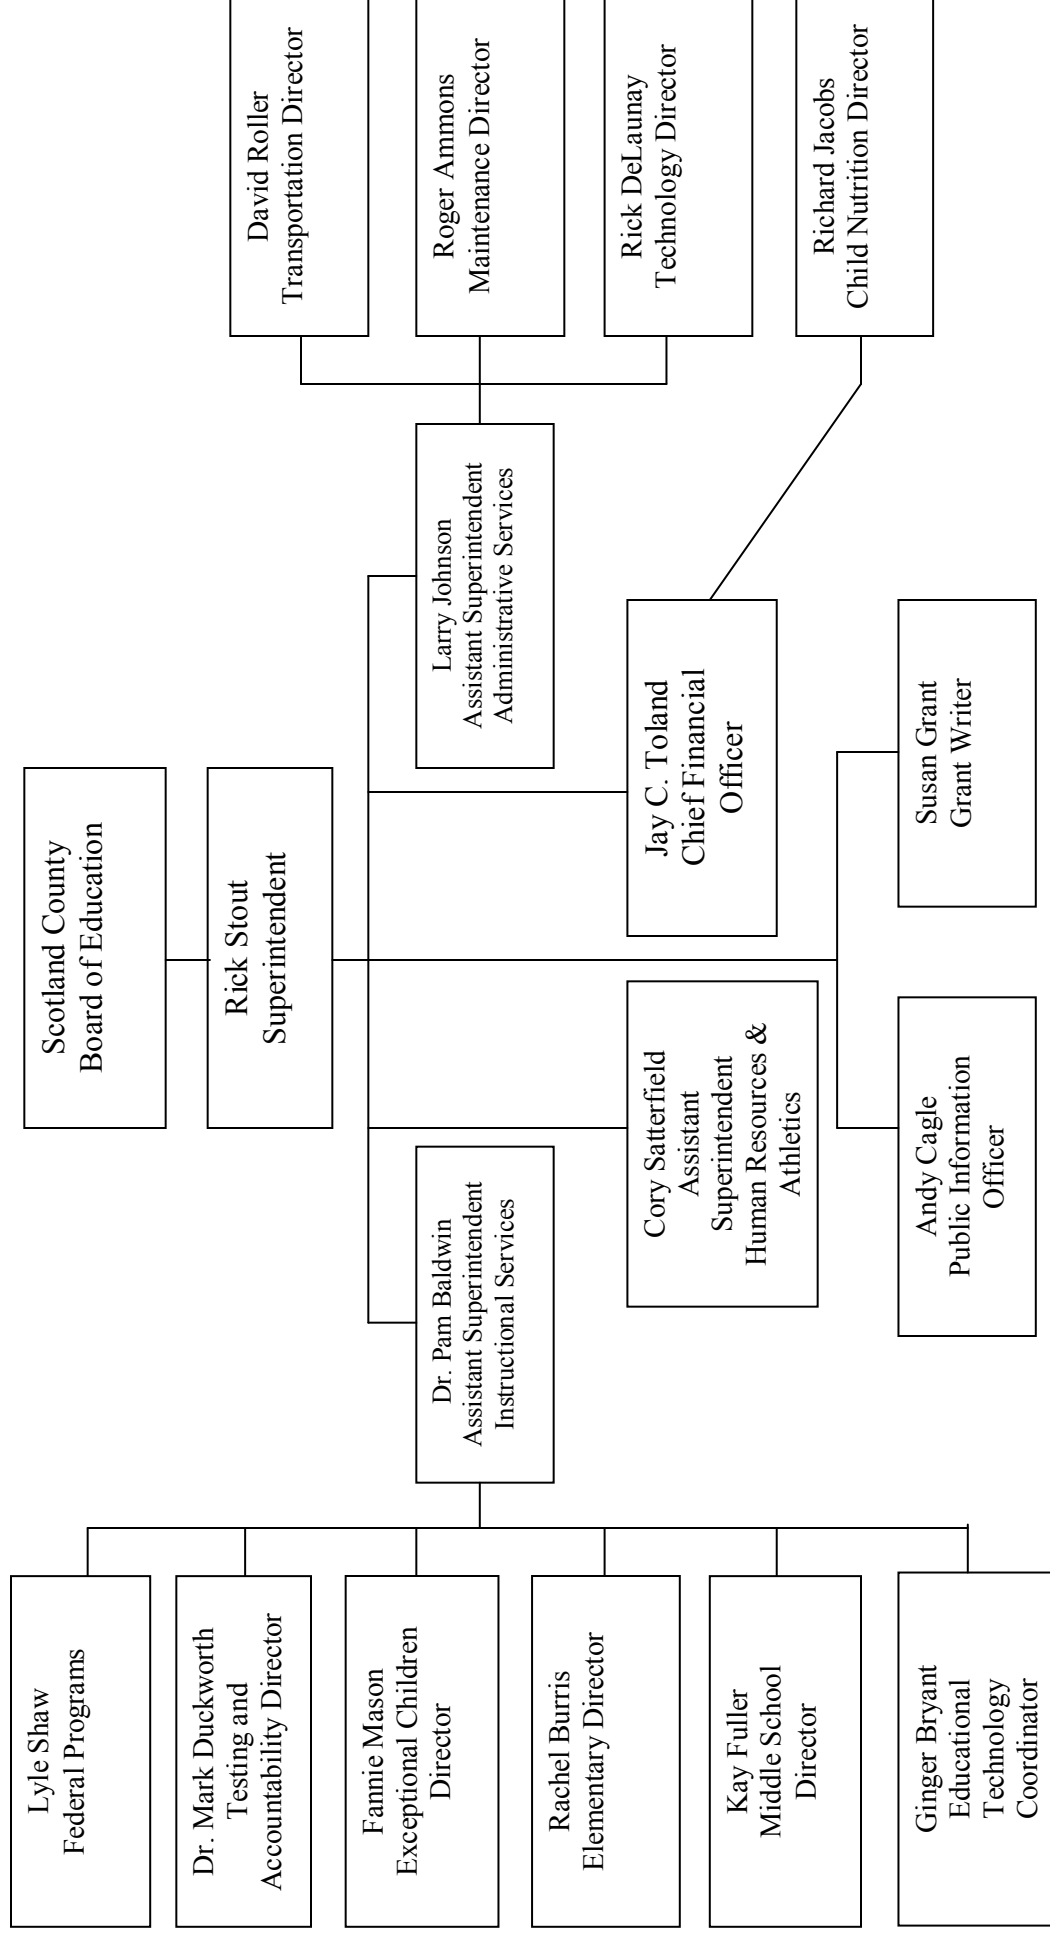 Scotland County
Board of Education
Rick Stout
Superintendent
Dr. Pam Baldwin
Assistant Superintendent
Instructional Services
Larry Johnson
Assistant Superintendent
Administrative Services
Cory Satterfield
Assistant
Superintendent
Human Resources &
Athletics
Jay C. Toland
Chief Financial
Officer
Andy Cagle
Public Information
Officer
Susan Grant
Grant Writer
Lyle Shaw
Federal Programs
Dr. Mark Duckworth
Testing and
Accountability Director
Fannie Mason
Exceptional Children
Director
Rachel Burris
Elementary Director
Kay Fuller
Middle School
Director
Ginger Bryant
Educational
Technology
Coordinator
David Roller
Transportation Director
Roger Ammons
Maintenance Director
Rick DeLaunay
Technology Director
Richard Jacobs
Child Nutrition Director